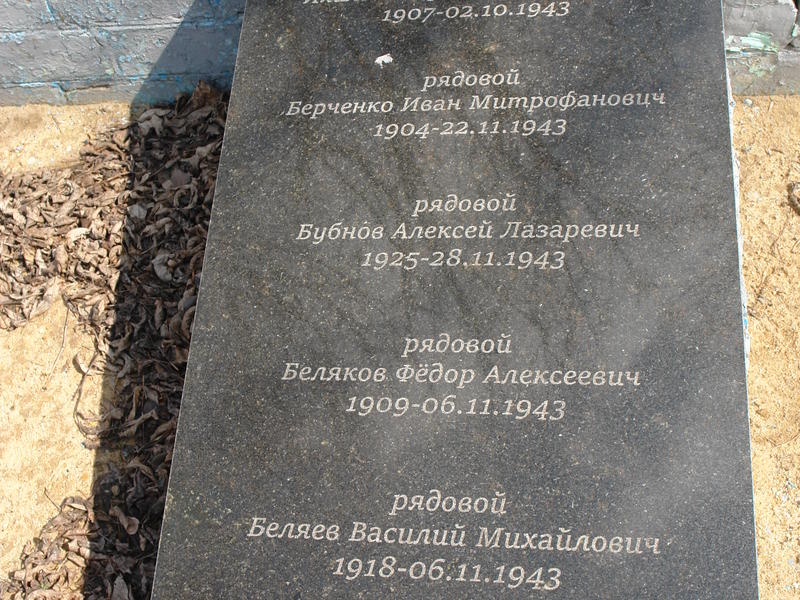 1907-02.10.1943
рядовой
Берченко Иван Митрофановцч
1904-22.11.1943
рядовой
Бубнов Алексей Лазаревич
1925-28.11.1943
рядовой
Беляков Фёдор Алексеевич
1909-06.11.1943
рядовой
Беляев Василий Михайлович
1918-06.11.1943